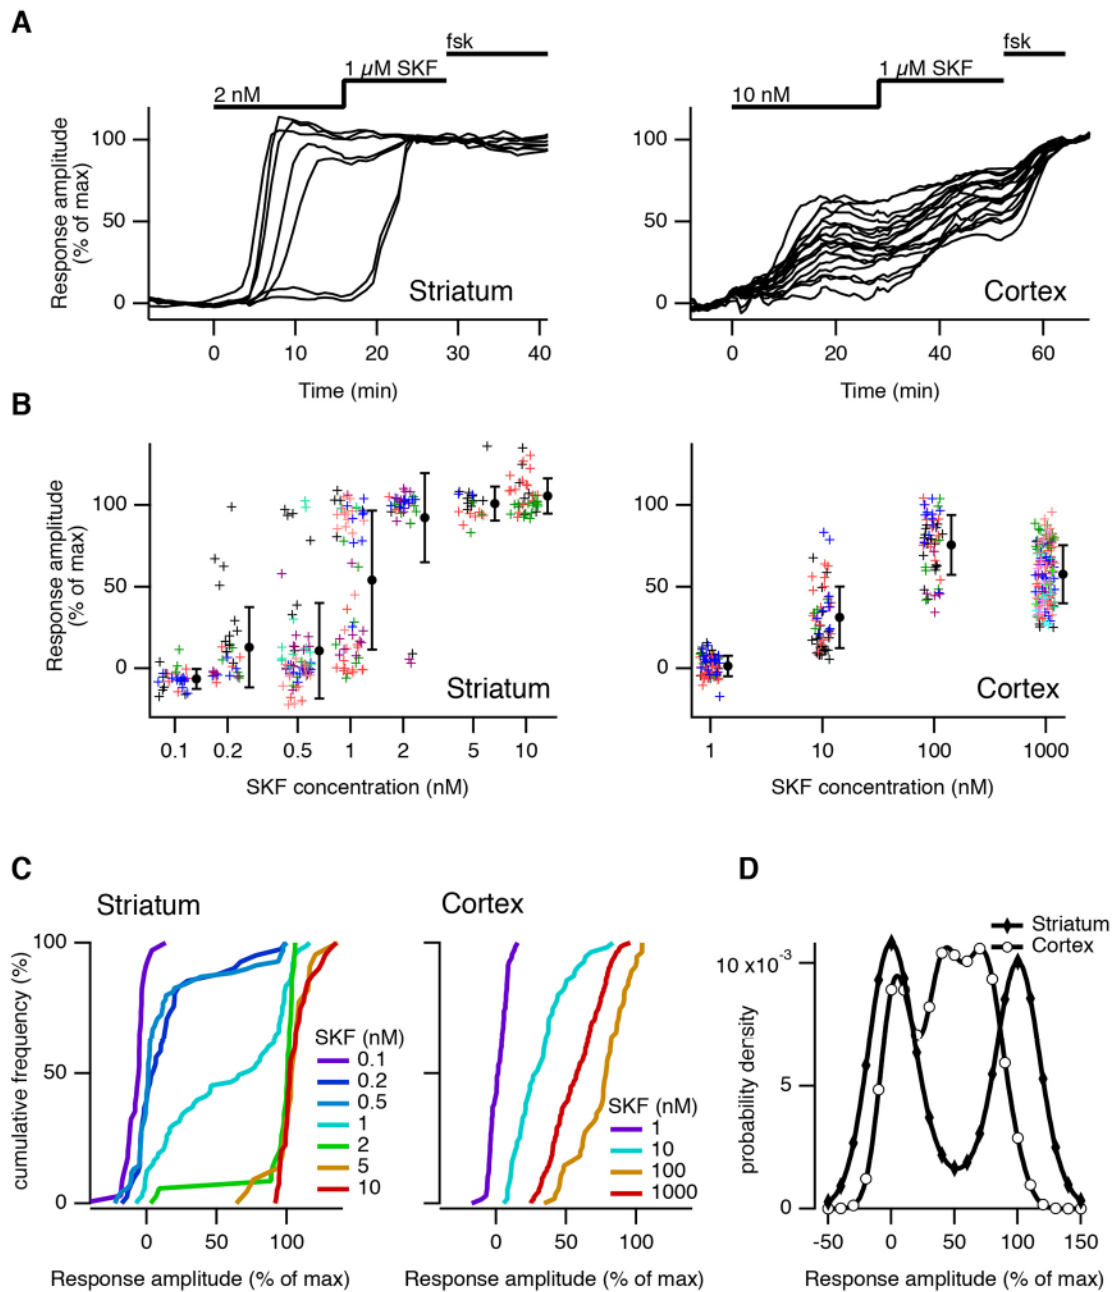 A
fsk
1 µM SKF
2 nM
Response amplitude
(% of max)
100
50
0
Striatum
0 10 20 30 40
Time (min)
fsk
1 µM SKF
10 nM
100
50
0
Cortex
0 20 40 60
Time (min)
B
Response amplitude
(% of max)
100
50
0
Striatum
0.1 0.2 0.5 1 2 5 10
SKF concentration (nM)
100
50
0
Cortex
1 10 100 1000
SKF concentration (nM)
C
Striatum
cumulative frequency (%)
100
50
0
SKF (nM)
0.1
0.2
0.5
1
2
5
10
0 50 100
Response amplitude (% of max)
Cortex
SKF (nM)
1
10
100
1000
0 50 100
Response amplitude (% of max)
D
Striatum
Cortex
probability density
10 x10⁻³
5
0
-50 0 50 100 150
Response amplitude (% of max)